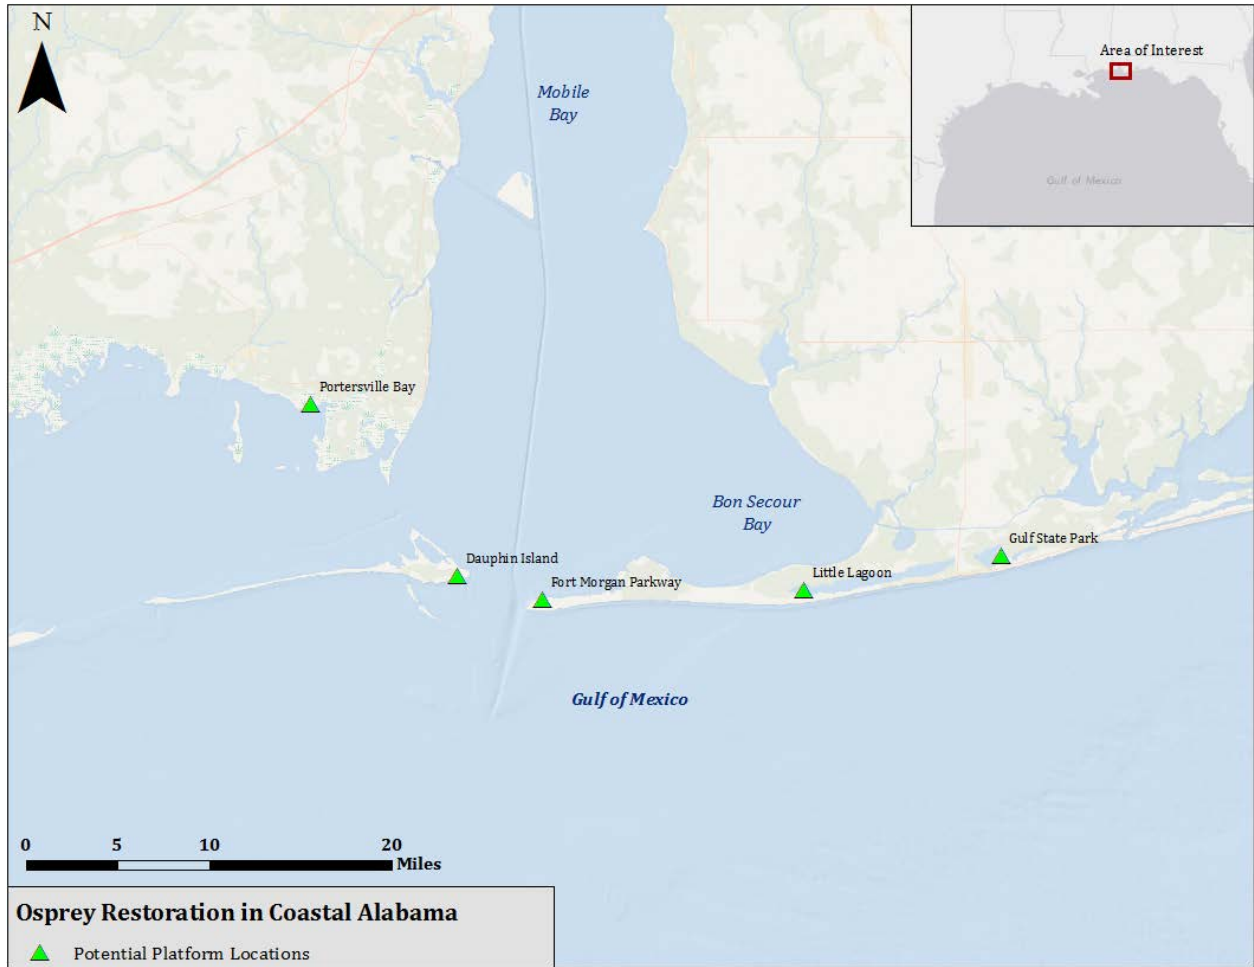 N
Area of Interest
Gulf of Mexico
Mobile
Bay
Portersville Bay
Bon Secour
Bay
Gulf State Park
Dauphin Island
Little Lagoon
Fort Morgan Parkway
Gulf of Mexico
0 5 10 20
Miles
Osprey Restoration in Coastal Alabama
Potential Platform Locations